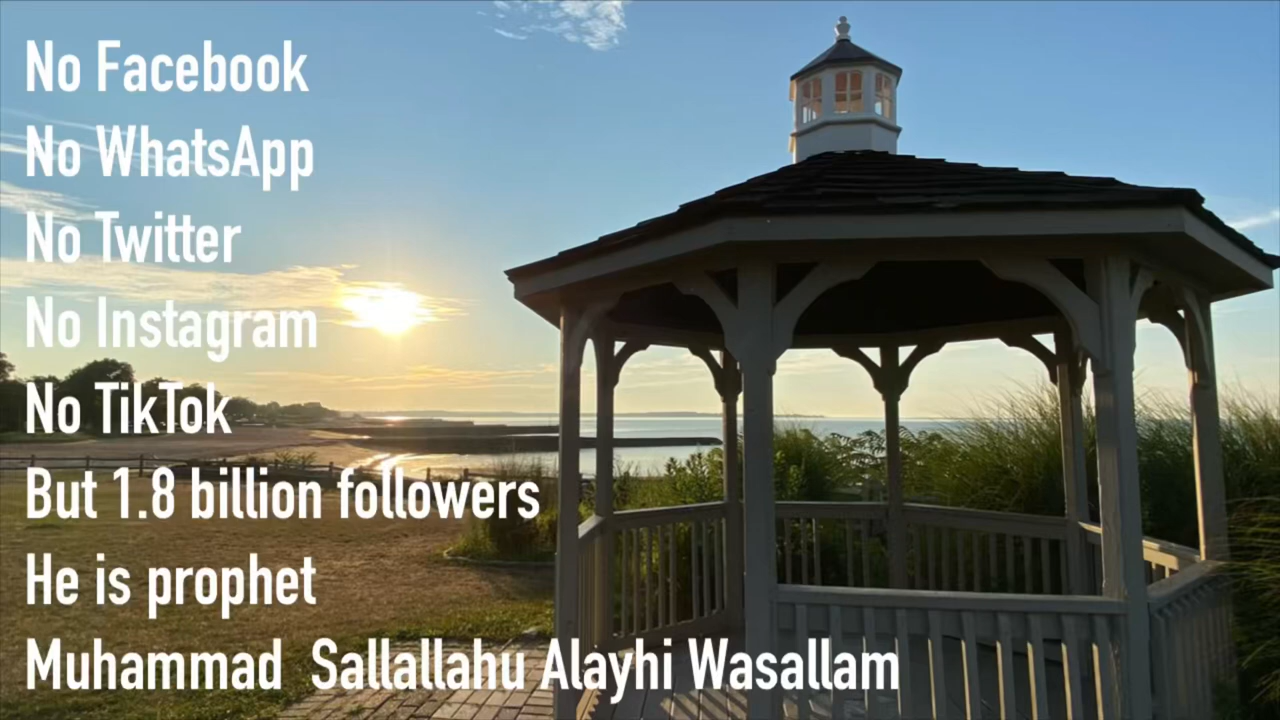 No Facebook
No WhatsApp
No Twitter
No Instagram
No TikTok
But 1.8 billion followers
He is prophet
Muhammad Sallallahu Alayhi Wasallam